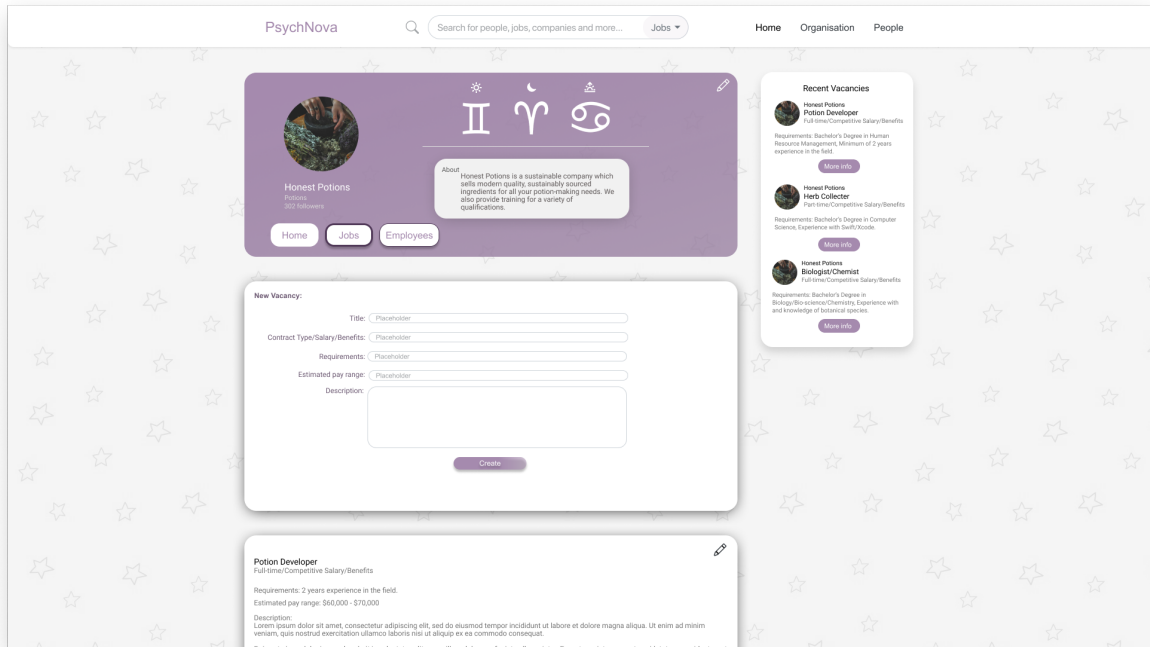 PsychNova
Search for people, jobs, companies and more...
Jobs
Home
Organisation
People
Honest Potions
Potions
302 followers
About
Honest Potions is a sustainable company which
sells modern quality, sustainably sourced
ingredients for all your potion-making needs. We
also provide training for a variety of
qualifications.
Home
Jobs
Employees
Recent Vacancies
Honest Potions
Potion Developer
Full-time/Competitive Salary/Benefits
Requirements: Bachelor's Degree in Human
Resource Management, Minimum of 2 years
experience in the field.
More info
Honest Potions
Herb Collecter
Part-time/Competitive Salary/Benefits
Requirements: Bachelor's Degree in Computer
Science, Experience with Swift/Xcode.
More info
Honest Potions
Biologist/Chemist
Full-time/Competitive Salary/Benefits
Requirements: Bachelor's Degree in
Biology/Bio-science/Chemistry, Experience with
and knowledge of botanical species.
More info
New Vacancy:
Title: Placeholder
Contract Type/Salary/Benefits: Placeholder
Requirements: Placeholder
Estimated pay range: Placeholder
Description:
Create
Potion Developer
Full-time/Competitive Salary/Benefits
Requirements: 2 years experience in the field.
Estimated pay range: $60,000 - $70,000
Description:
Lorem ipsum dolor sit amet, consectetur adipiscing elit, sed do eiusmod tempor incididunt ut labore et dolore magna aliqua. Ut enim ad minim
veniam, quis nostrud exercitation ullamco laboris nisi ut aliquip ex ea commodo consequat.